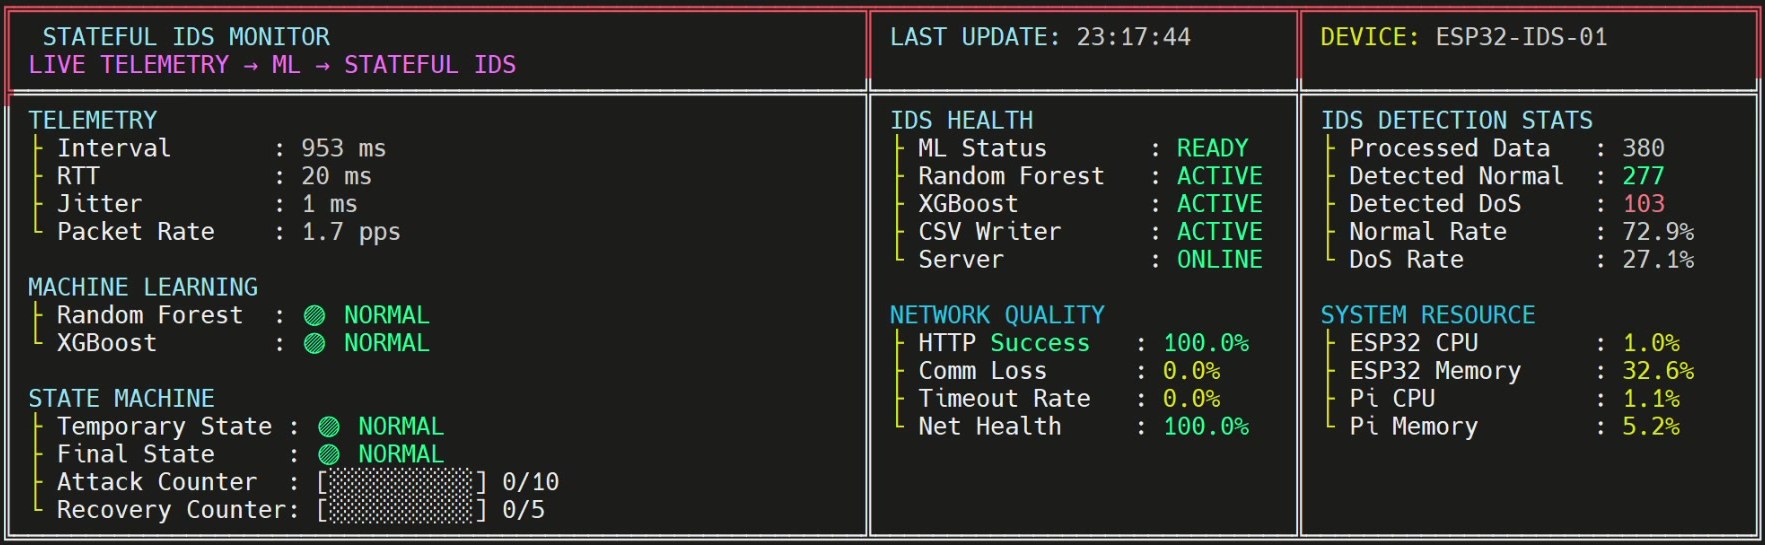 STATEFUL IDS MONITOR
LIVE TELEMETRY → ML → STATEFUL IDS
LAST UPDATE: 23:17:44
DEVICE: ESP32-IDS-01
TELEMETRY
├ Interval : 953 ms
├ RTT : 20 ms
├ Jitter : 1 ms
└ Packet Rate : 1.7 pps
MACHINE LEARNING
├ Random Forest : NORMAL
└ XGBoost : NORMAL
STATE MACHINE
├ Temporary State : NORMAL
├ Final State : NORMAL
├ Attack Counter : [░░░░░░░░░░] 0/10
└ Recovery Counter: [░░░░░░░░░░] 0/5
IDS HEALTH
├ ML Status : READY
├ Random Forest : ACTIVE
├ XGBoost : ACTIVE
├ CSV Writer : ACTIVE
└ Server : ONLINE
NETWORK QUALITY
├ HTTP Success : 100.0%
├ Comm Loss : 0.0%
├ Timeout Rate : 0.0%
└ Net Health : 100.0%
IDS DETECTION STATS
├ Processed Data : 380
├ Detected Normal : 277
├ Detected DoS : 103
├ Normal Rate : 72.9%
└ DoS Rate : 27.1%
SYSTEM RESOURCE
├ ESP32 CPU : 1.0%
├ ESP32 Memory : 32.6%
├ Pi CPU : 1.1%
└ Pi Memory : 5.2%